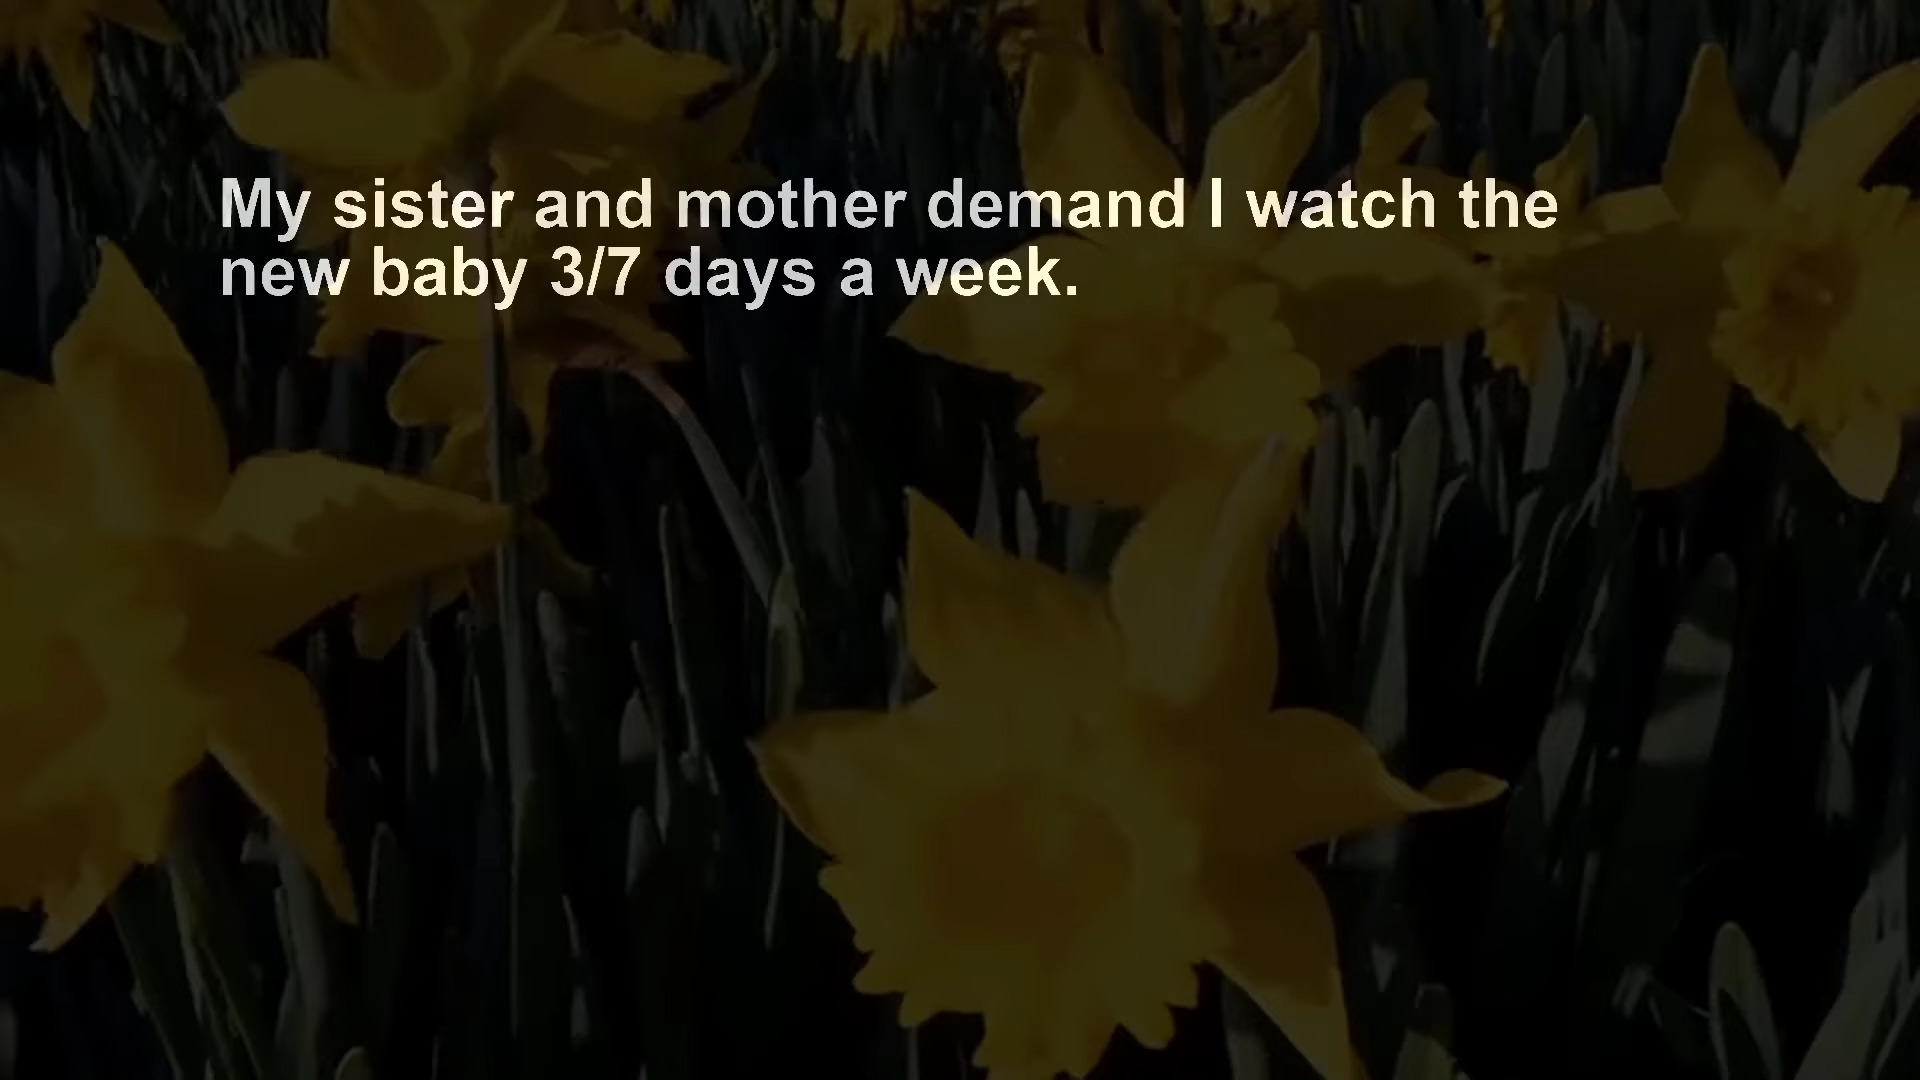 My sister and mother demand I watch the
new baby 3/7 days a week.